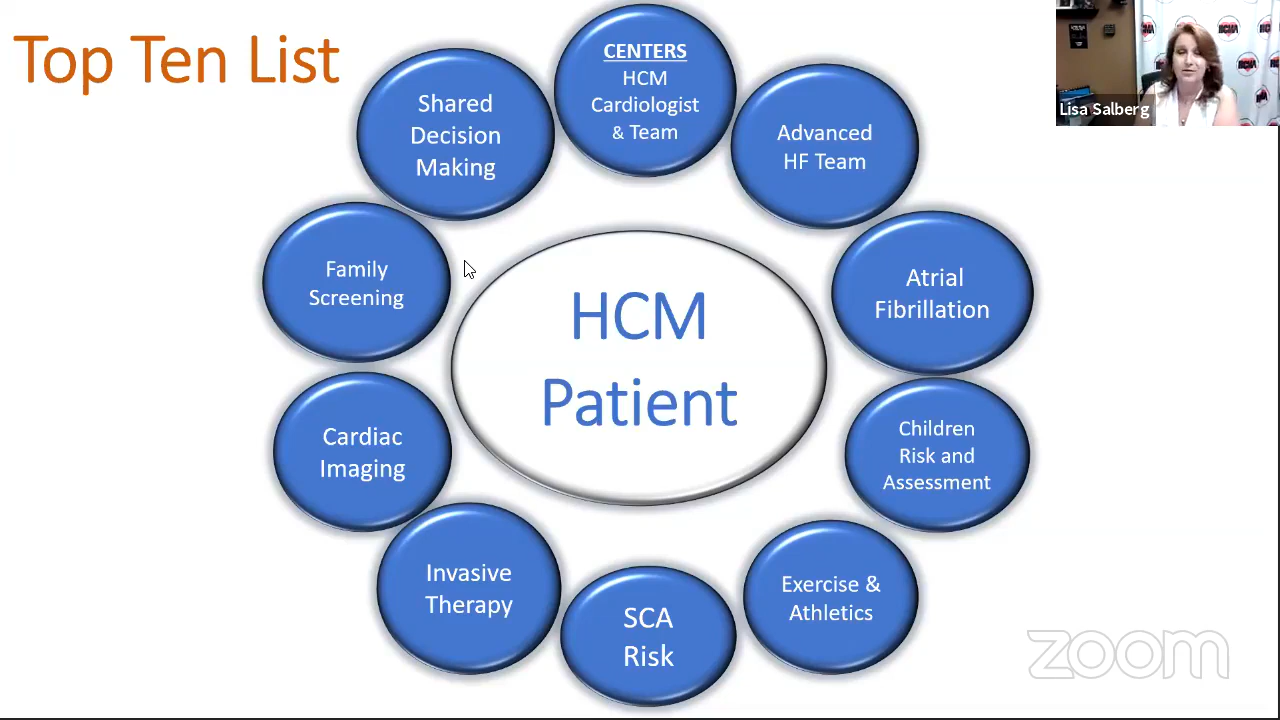 Top Ten List
CENTERS
HCM
Cardiologist
& Team
Advanced
HF Team
Atrial
Fibrillation
Children
Risk and
Assessment
Exercise &
Athletics
SCA
Risk
Invasive
Therapy
Cardiac
Imaging
Family
Screening
Shared
Decision
Making
HCM
Patient
Lisa Salberg
HCMA
zoom